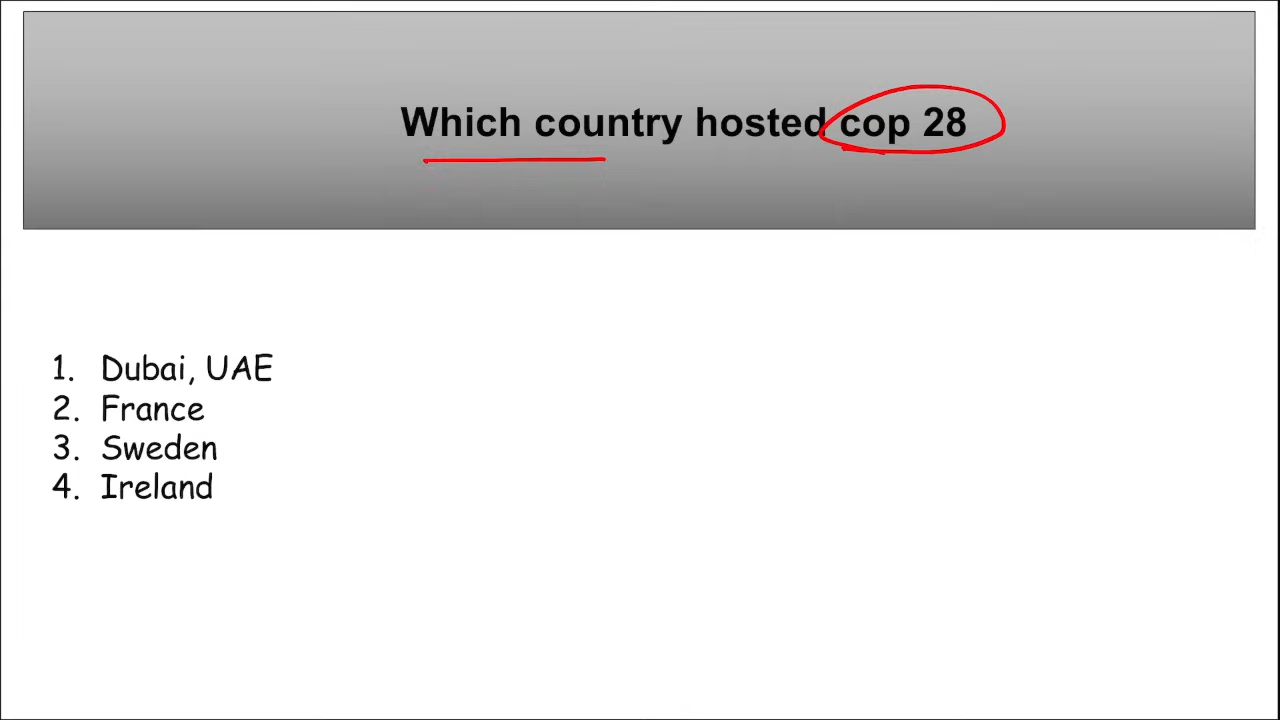 Which country hosted cop 28
1. Dubai, UAE
2. France
3. Sweden
4. Ireland